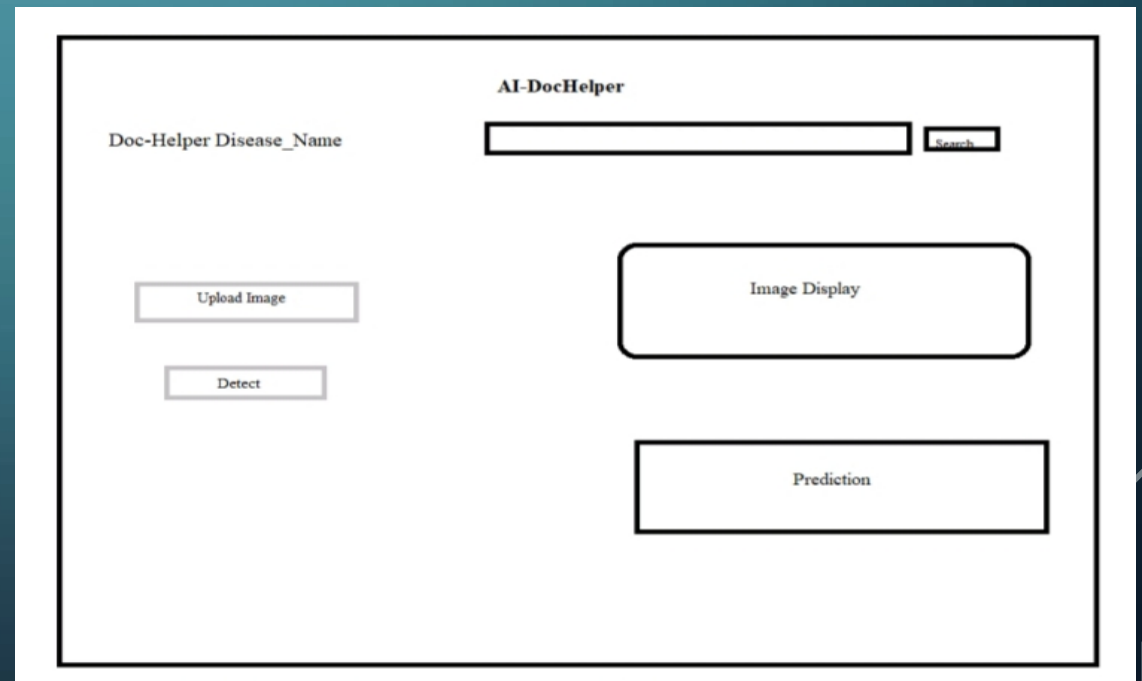 AI-DocHelper
Doc-Helper Disease_Name
Search
Upload Image
Image Display
Detect
Prediction